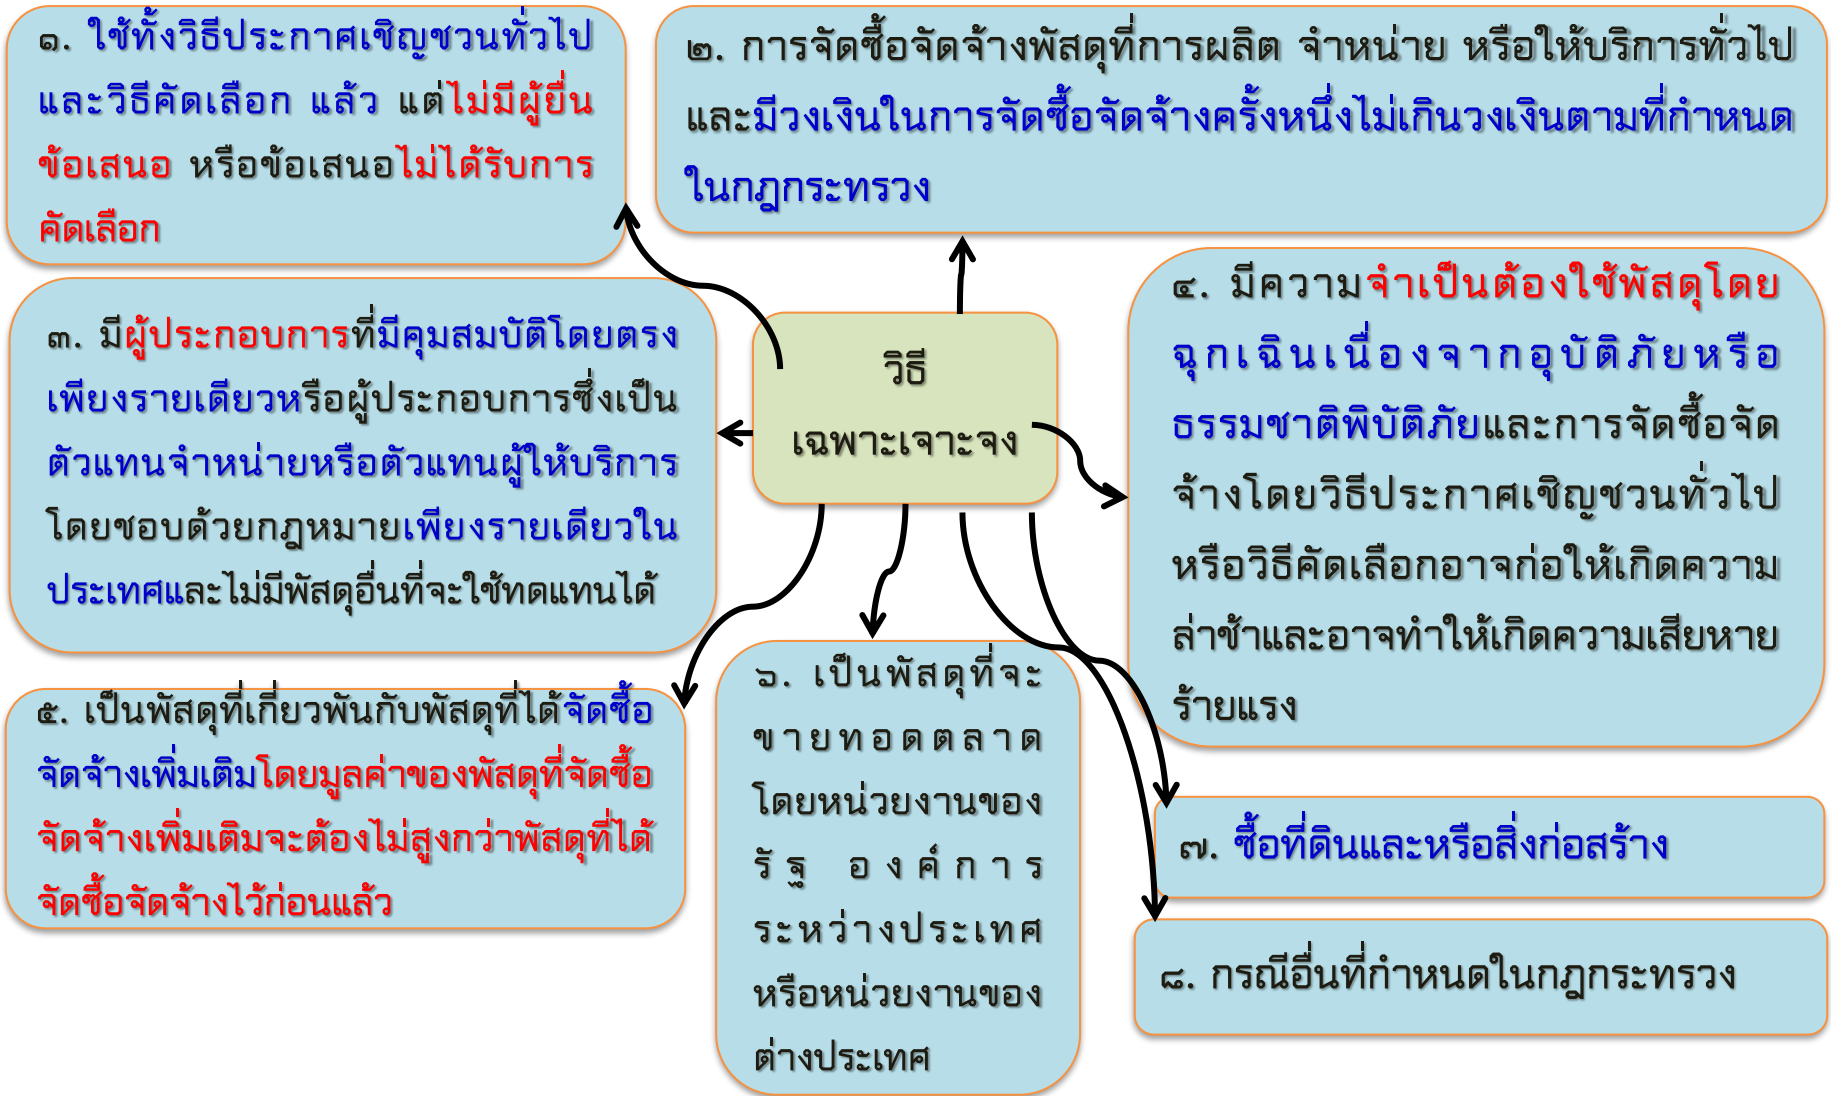 ๑. ใช้ทั้งวิธีประกาศเชิญชวนทั่วไป
และวิธีคัดเลือก แล้ว แต่ไม่มีผู้ยื่น
ข้อเสนอ หรือข้อเสนอไม่ได้รับการ
คัดเลือก
๒. การจัดซื้อจัดจ้างพัสดุที่การผลิต จำหน่าย หรือให้บริการทั่วไป
และมีวงเงินในการจัดซื้อจัดจ้างครั้งหนึ่งไม่เกินวงเงินตามที่กำหนด
ในกฎกระทรวง
๓. มีผู้ประกอบการที่มีคุมสมบัติโดยตรง
เพียงรายเดียวหรือผู้ประกอบการซึ่งเป็น
ตัวแทนจำหน่ายหรือตัวแทนผู้ให้บริการ
โดยชอบด้วยกฎหมายเพียงรายเดียวใน
ประเทศและไม่มีพัสดุอื่นที่จะใช้ทดแทนได้
วิธี
เฉพาะเจาะจง
๔. มีความจำเป็นต้องใช้พัสดุโดย
ฉุกเฉินเนื่องจากอุบัติภัยหรือ
ธรรมชาติพิบัติภัยและการจัดซื้อจัด
จ้างโดยวิธีประกาศเชิญชวนทั่วไป
หรือวิธีคัดเลือกอาจก่อให้เกิดความ
ล่าช้าและอาจทำให้เกิดความเสียหาย
ร้ายแรง
๕. เป็นพัสดุที่เกี่ยวพันกับพัสดุที่ได้จัดซื้อ
จัดจ้างเพิ่มเติมโดยมูลค่าของพัสดุที่จัดซื้อ
จัดจ้างเพิ่มเติมจะต้องไม่สูงกว่าพัสดุที่ได้
จัดซื้อจัดจ้างไว้ก่อนแล้ว
๖. เป็นพัสดุที่จะ
ขายทอดตลาด
โดยหน่วยงานของ
รัฐ องค์การ
ระหว่างประเทศ
หรือหน่วยงานของ
ต่างประเทศ
๗. ซื้อที่ดินและหรือสิ่งก่อสร้าง
๘. กรณีอื่นที่กำหนดในกฎกระทรวง